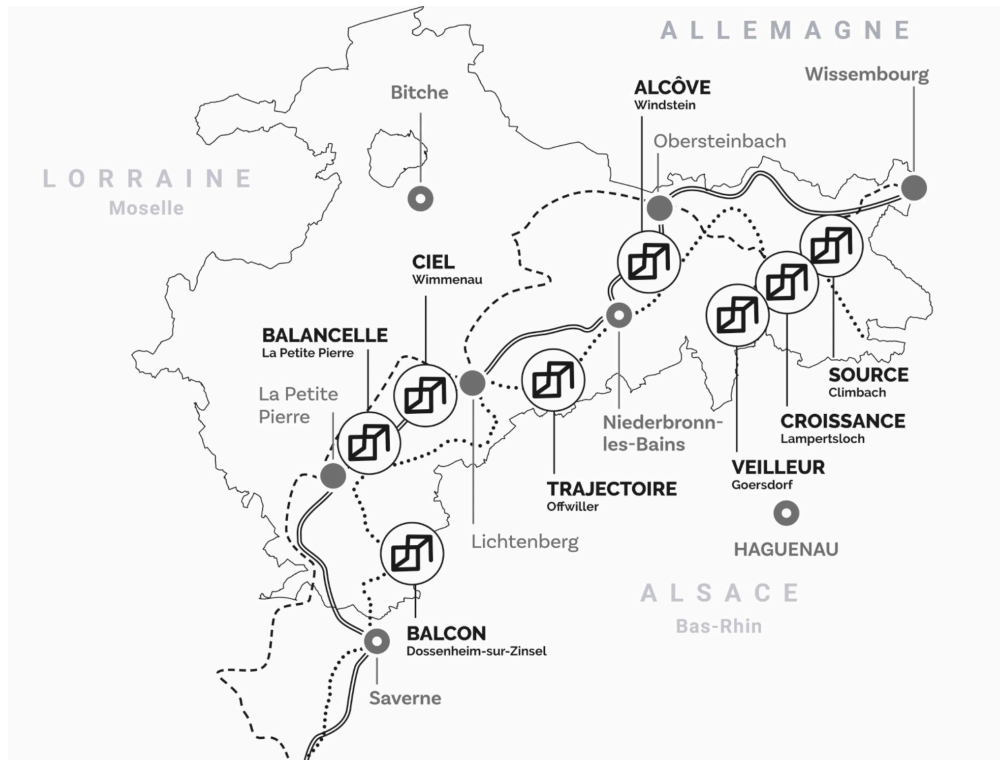 ALLEMAGNE
Wissembourg
ALCÔVE
Windstein
Bitche
Obersteinbach
LORRAINE
Moselle
CIEL
Wimmenau
BALANCELLE
La Petite Pierre
La Petite
Pierre
SOURCE
Climbach
CROISSANCE
Lampertsloch
Niederbronn-
les-Bains
VEILLEUR
Goersdorf
TRAJECTOIRE
Offwiller
Lichtenberg
HAGUENAU
ALSACE
Bas-Rhin
BALCON
Dossenheim-sur-Zinsel
Saverne